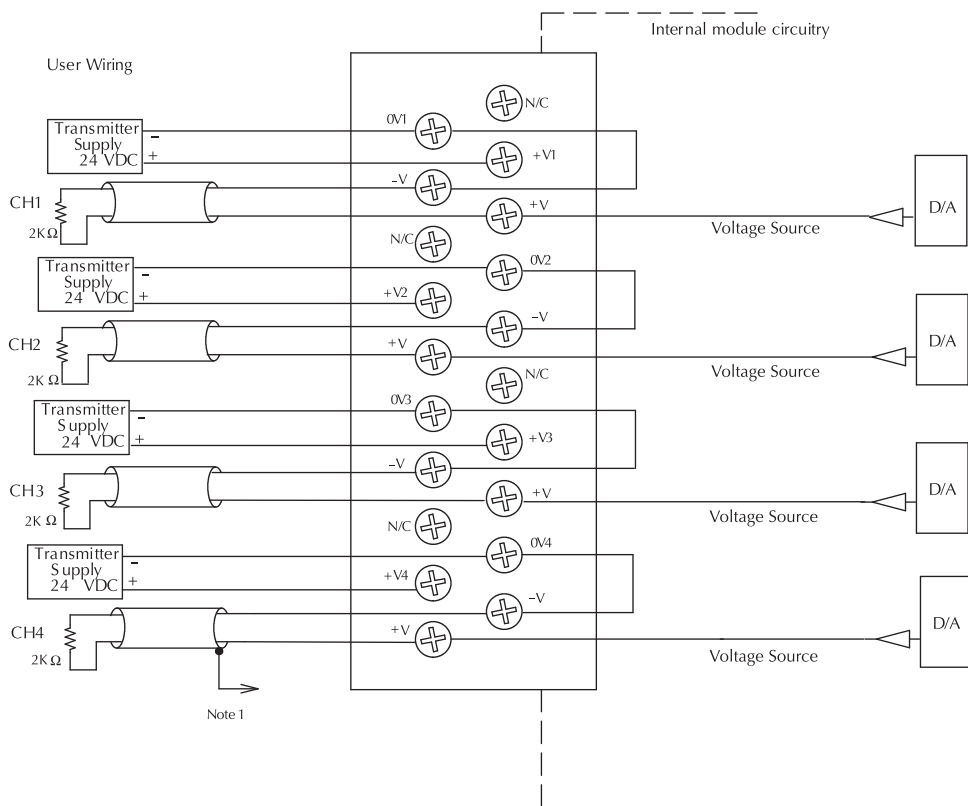 Internal module circuitry
User Wiring
N/C
0V1
Transmitter
Supply
24 VDC
-
+
+V1
-V
CH1
2K Ω
+V
Voltage Source
D/A
N/C
0V2
Transmitter
Supply
24 VDC
-
+
+V2
-V
CH2
2K Ω
+V
Voltage Source
D/A
N/C
0V3
Transmitter
Supply
24 VDC
-
+
+V3
-V
CH3
2K Ω
+V
Voltage Source
D/A
N/C
0V4
Transmitter
Supply
24 VDC
-
+
+V4
-V
CH4
2K Ω
+V
Voltage Source
D/A
Note 1